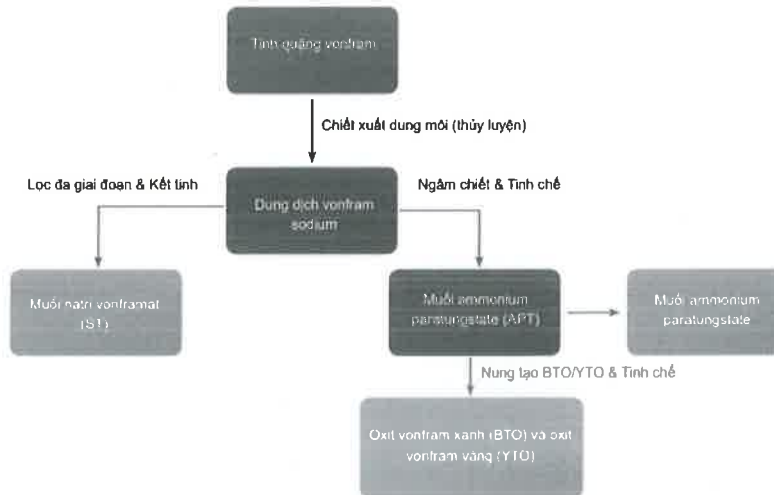 Tinh quặng vonfram
Chiết xuất dung môi (thủy luyện)
Lọc đa giai đoạn & Kết tinh
Ngâm chiết & Tinh chế
Dung dịch vonfram
sodium
Muối natri vonframat
(ST)
Muối ammonium
paratungstate (APT)
Muối ammonium
paratungstate
Nung tạo BTO/YTO & Tinh chế
Oxit vonfram xanh (BTO) và oxit
vonfram vàng (YTO)